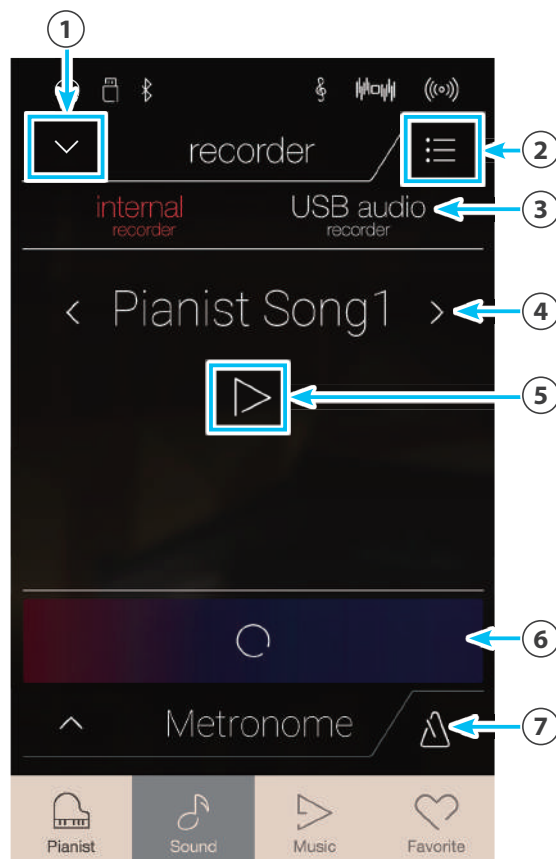 1
recorder
2
internal
recorder
USB audio
recorder
3
Pianist Song1
4
5
6
Metronome
7
Pianist
Sound
Music
Favorite